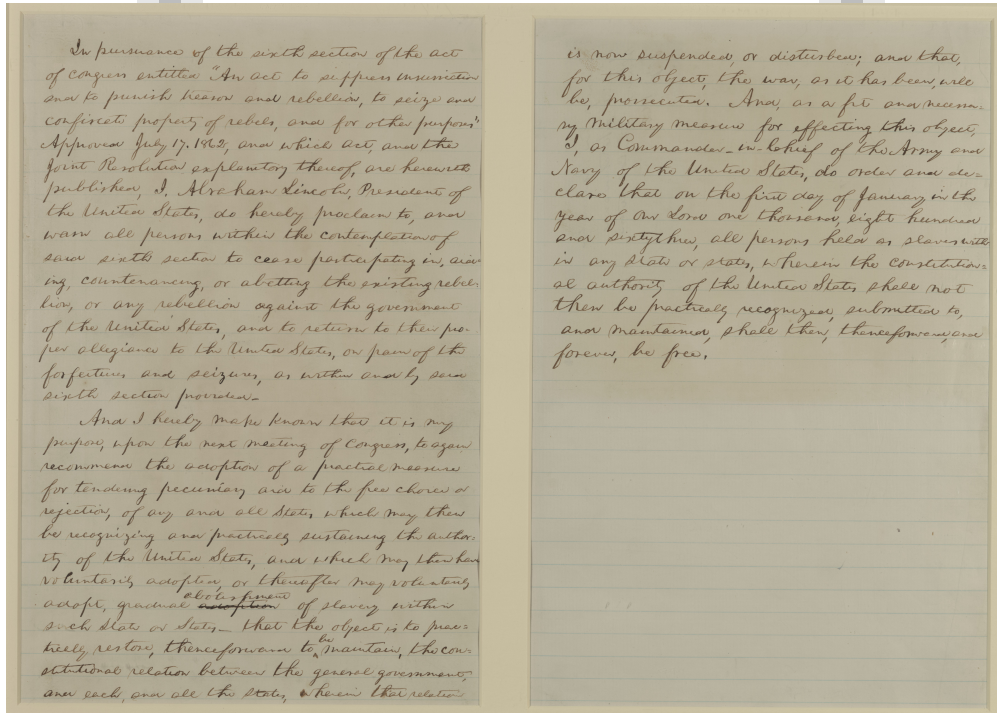 In pursuance of the sixth section of the act
of congress entitled "An act to suppress insurrection
and to punish treason and rebellion, to seize and
confiscate property of rebels, and for other purposes"
Approved July 17. 1862, and which act, and the
Joint Resolution explanatory thereof, are herewith
published, I, Abraham Lincoln, President of
the United States, do hereby proclaim to, and
warn all persons within the contemplation of
said sixth section to cease participating in, aid-
ing, countenancing, or abetting the existing rebel-
lion, or any rebellion against the government
of the United States, and to return to their pro-
per allegiance to the United States, on pain of the
forfeitures and seizures, as within and by said
sixth section provided—
And I hereby make known that it is my
purpose, upon the next meeting of Congress, to again
recommend the adoption of a practical measure
for tendering pecuniary aid to the free choice or
rejection, of any and all States which may then
be recognizing and practically sustaining the author-
ity of the United States, and which may then have
voluntarily adopted, or thereafter may voluntarily
adopt, gradual adoption abolishment of slavery within
such State or States— that the object is to prac-
tically restore, thenceforward to be maintain, the con-
stitutional relation between the general government,
and each, and all the states, wherein that relation
is now suspended, or disturbed; and that,
for this object, the war, as it has been, will
be, prosecuted. And, as a fit and necessa-
ry military measure for effecting this object,
I, as Commander-in-Chief of the Army and
Navy of the United States, do order and de-
clare that on the first day of January in the
year of Our Lord one thousand, eight hundred
and sixtythree, all persons held as slaves with-
in any state or states, wherein the constitution-
al authority of the United States shall not
then be practically recognized, submitted to,
and maintained, shall then, thenceforward, and
forever, be free.